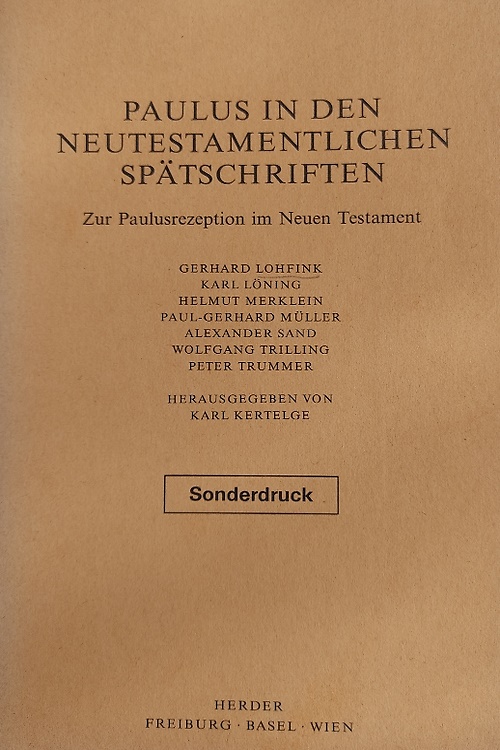 PAULUS IN DEN
NEUTESTAMENTLICHEN
SPÄTSCHRIFTEN
Zur Paulusrezeption im Neuen Testament
GERHARD LOHFINK
KARL LÖNING
HELMUT MERKLEIN
PAUL-GERHARD MÜLLER
ALEXANDER SAND
WOLFGANG TRILLING
PETER TRUMMER
HERAUSGEGEBEN VON
KARL KERTELGE
Sonderdruck
HERDER
FREIBURG · BASEL · WIEN